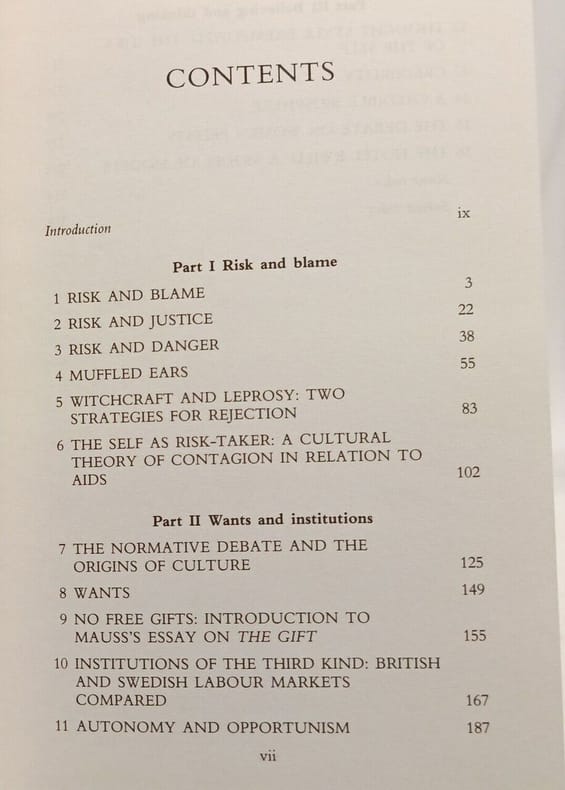 CONTENTS
Introduction ix
Part I Risk and blame
1 RISK AND BLAME 3
2 RISK AND JUSTICE 22
3 RISK AND DANGER 38
4 MUFFLED EARS 55
5 WITCHCRAFT AND LEPROSY: TWO
STRATEGIES FOR REJECTION 83
6 THE SELF AS RISK-TAKER: A CULTURAL
THEORY OF CONTAGION IN RELATION TO
AIDS 102
Part II Wants and institutions
7 THE NORMATIVE DEBATE AND THE
ORIGINS OF CULTURE 125
8 WANTS 149
9 NO FREE GIFTS: INTRODUCTION TO
MAUSS'S ESSAY ON THE GIFT 155
10 INSTITUTIONS OF THE THIRD KIND: BRITISH
AND SWEDISH LABOUR MARKETS
COMPARED 167
11 AUTONOMY AND OPPORTUNISM 187
vii